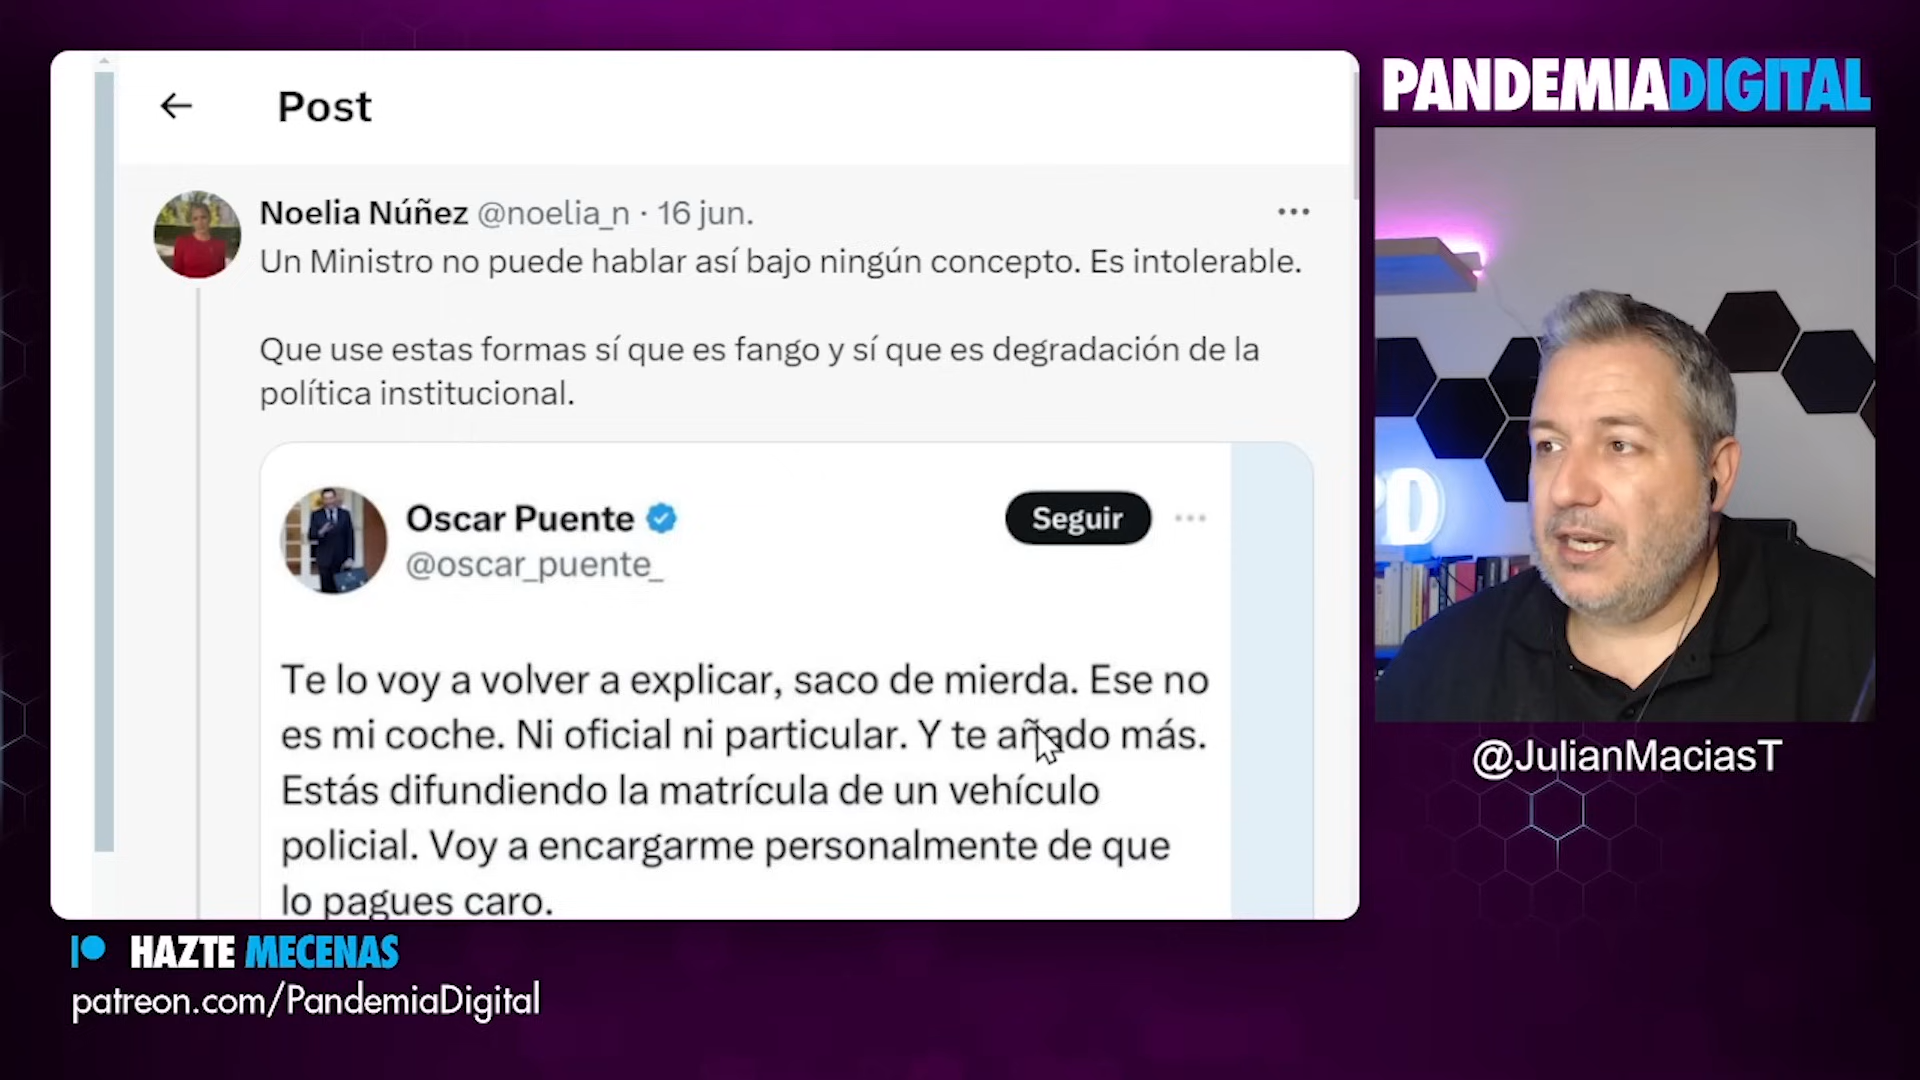 Post
Noelia Núñez @noelia_n · 16 jun.
Un Ministro no puede hablar así bajo ningún concepto. Es intolerable.
Que use estas formas sí que es fango y sí que es degradación de la
política institucional.
Oscar Puente
Seguir
@oscar_puente_
Te lo voy a volver a explicar, saco de mierda. Ese no
es mi coche. Ni oficial ni particular. Y te añado más.
Estás difundiendo la matrícula de un vehículo
policial. Voy a encargarme personalmente de que
lo pagues caro.
PANDEMIADIGITAL
PD
@JulianMaciasT
HAZTE MECENAS
patreon.com/PandemiaDigital